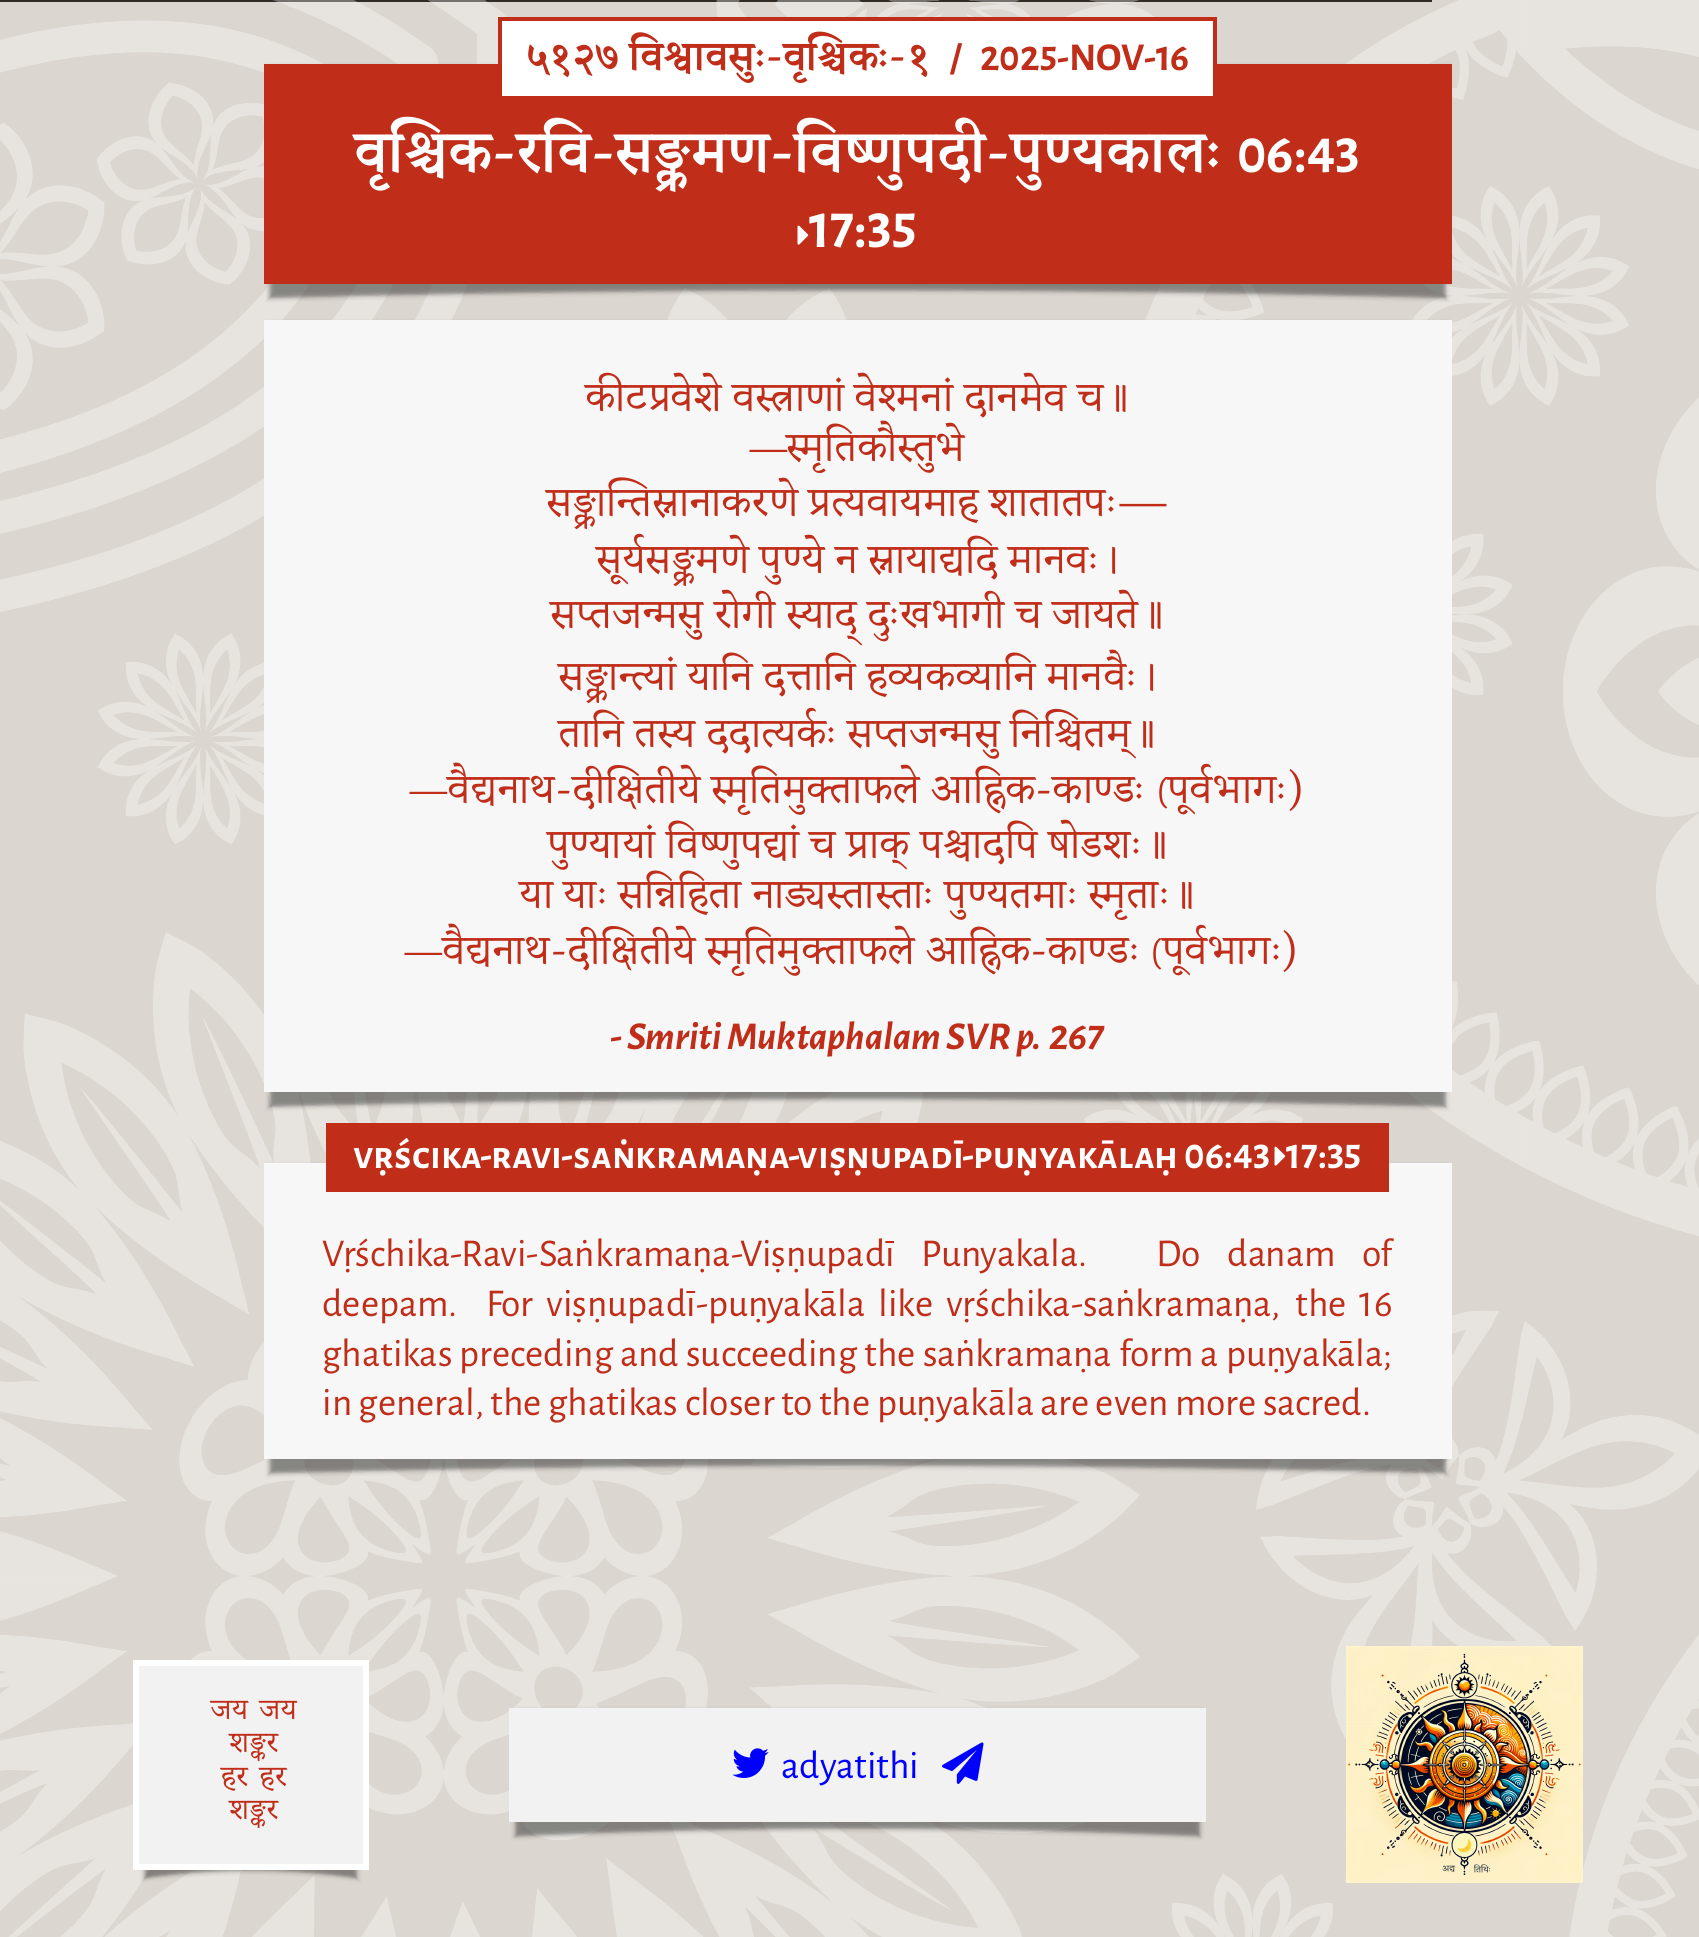 ५१२७ विश्वावसुः-वृश्चिकः-१ / 2025-NOV-16
वृश्चिक-रवि-सङ्क्रमण-विष्णुपदी-पुण्यकालः 06:43
▸17:35
कीटप्रवेशे वस्त्राणां वेश्मनां दानमेव च॥
—स्मृतिकौस्तुभे
सङ्क्रान्तिस्नानाकरणे प्रत्यवायमाह शातातपः—
सूर्यसङ्क्रमणे पुण्ये न स्नायाद्यदि मानवः।
सप्तजन्मसु रोगी स्याद् दुःखभागी च जायते॥
सङ्क्रान्त्यां यानि दत्तानि हव्यकव्यानि मानवैः।
तानि तस्य ददात्यर्कः सप्तजन्मसु निश्चितम्॥
—वैद्यनाथ-दीक्षितीये स्मृतिमुक्ताफले आह्निक-काण्डः (पूर्वभागः)
पुण्यायां विष्णुपद्यां च प्राक् पश्चादपि षोडशः॥
या याः सन्निहिता नाड्यस्तास्ताः पुण्यतमाः स्मृताः॥
—वैद्यनाथ-दीक्षितीये स्मृतिमुक्ताफले आह्निक-काण्डः (पूर्वभागः)
- Smriti Muktaphalam SVR p. 267
VṚŚCIKA-RAVI-SAṄKRAMAṆA-VIṢṆUPADĪ-PUṆYAKĀLAḤ 06:43▸17:35
Vṛśchika-Ravi-Saṅkramaṇa-Viṣṇupadī Punyakala. Do danam of
deepam. For viṣṇupadī-puṇyakāla like vṛśchika-saṅkramaṇa, the 16
ghatikas preceding and succeeding the saṅkramaṇa form a puṇyakāla;
in general, the ghatikas closer to the puṇyakāla are even more sacred.
जय जय
शङ्कर
हर हर
शङ्कर
adyatithi
अद्य तिथिः